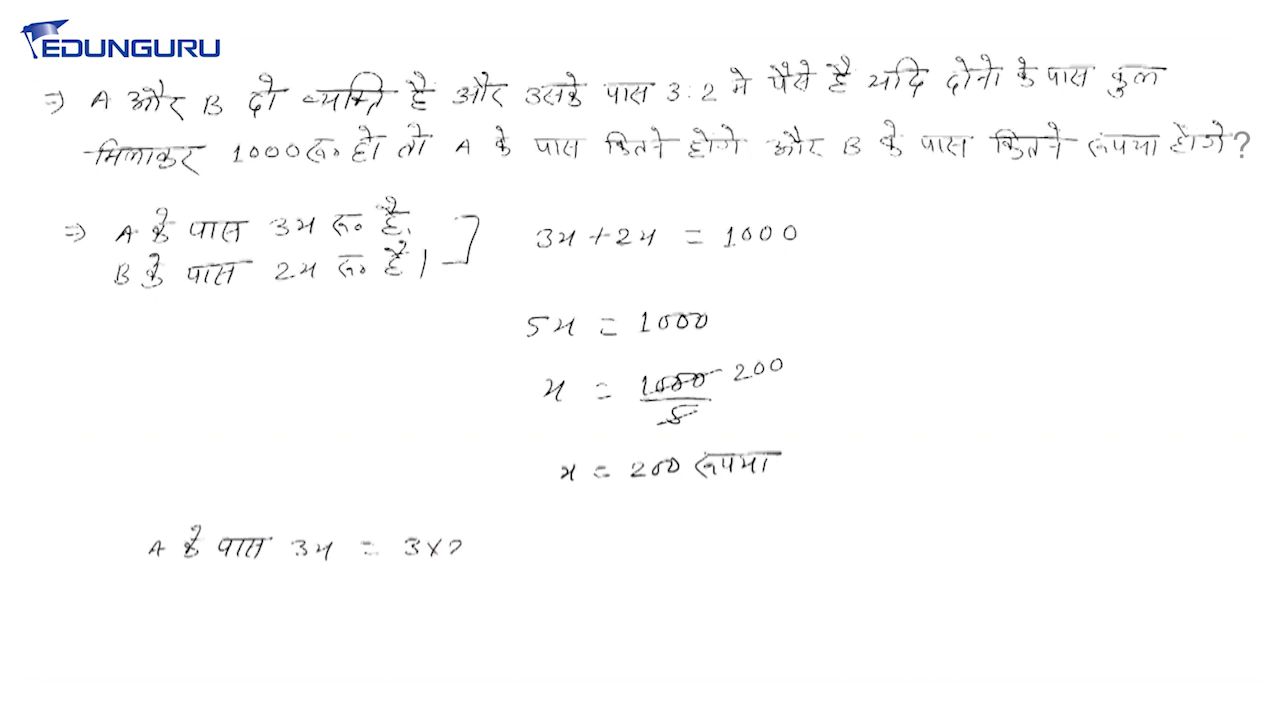 EDUNGURU
⇒ A और B दो व्यक्ति है और उसके पास 3:2 मे पैसे है यदि दोनो के पास कुल
मिलाकर 1000 रू० हो तो A के पास कितने होगे और B के पास कितने रूपया होंगे ?
⇒ A के पास 3x रू० है,
B के पास 2x रू० है।
3x + 2x = 1000
5x = 1000
x = 1000/5 200
x = 200 रूपया
A के पास 3x = 3×2